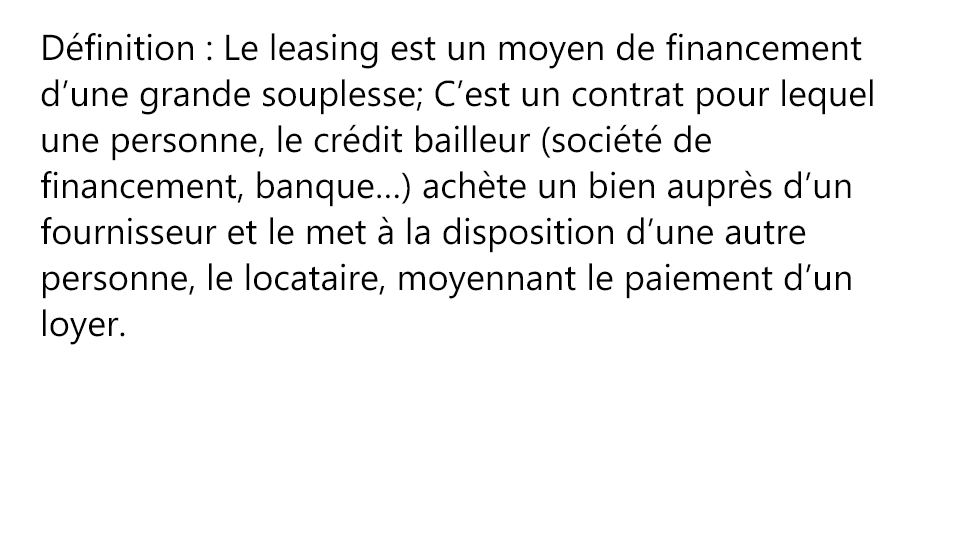 Définition : Le leasing est un moyen de financement
d’une grande souplesse; C’est un contrat pour lequel
une personne, le crédit bailleur (société de
financement, banque…) achète un bien auprès d’un
fournisseur et le met à la disposition d’une autre
personne, le locataire, moyennant le paiement d’un
loyer.